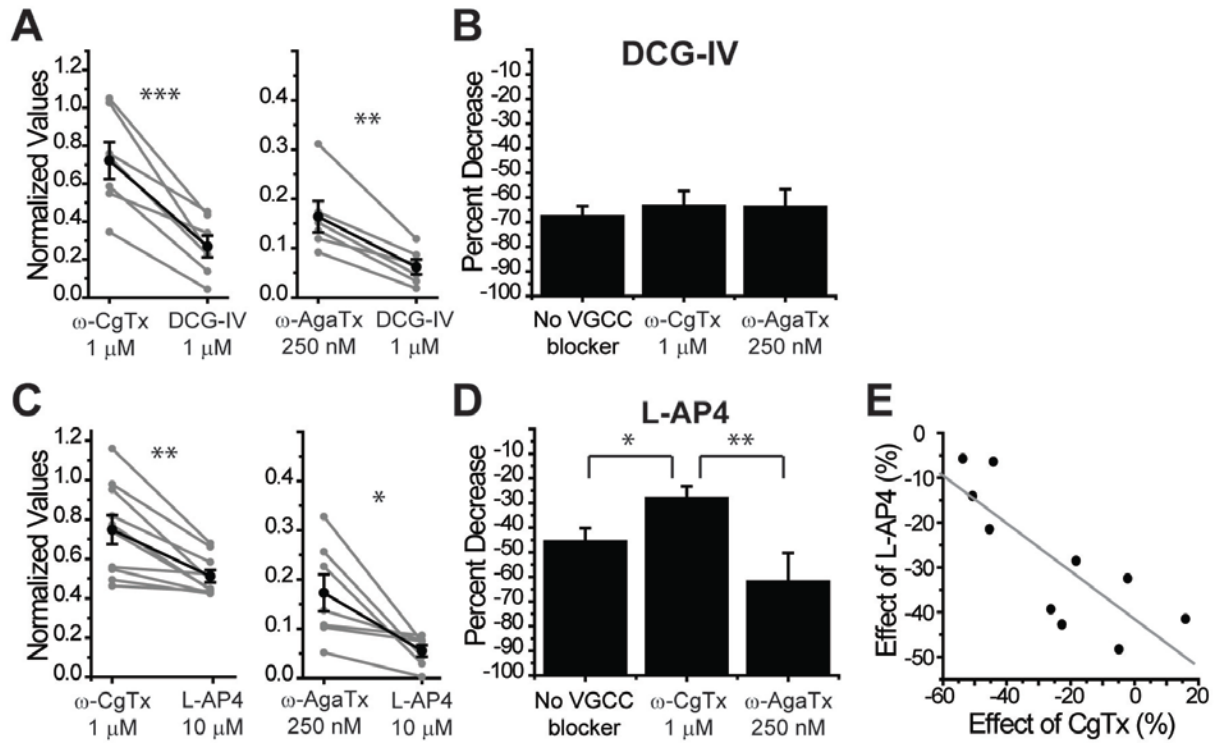 A
Normalized Values
1.2
1.0
0.8
0.6
0.4
0.2
0.0
***
ω-CgTx
1 μM
DCG-IV
1 μM
0.4
0.3
0.2
0.1
0.0
**
ω-AgaTx
250 nM
DCG-IV
1 μM
B
DCG-IV
Percent Decrease
-10
-20
-30
-40
-50
-60
-70
-80
-90
-100
No VGCC
blocker
ω-CgTx
1 μM
ω-AgaTx
250 nM
C
Normalized Values
1.2
1.0
0.8
0.6
0.4
0.2
0.0
**
ω-CgTx
1 μM
L-AP4
10 μM
0.4
0.3
0.2
0.1
0.0
*
ω-AgaTx
250 nM
L-AP4
10 μM
D
L-AP4
Percent Decrease
-10
-20
-30
-40
-50
-60
-70
-80
-90
-100
* **
No VGCC
blocker
ω-CgTx
1 μM
ω-AgaTx
250 nM
E
Effect of L-AP4 (%)
0
-10
-20
-30
-40
-50
-60 -40 -20 0 20
Effect of CgTx (%)